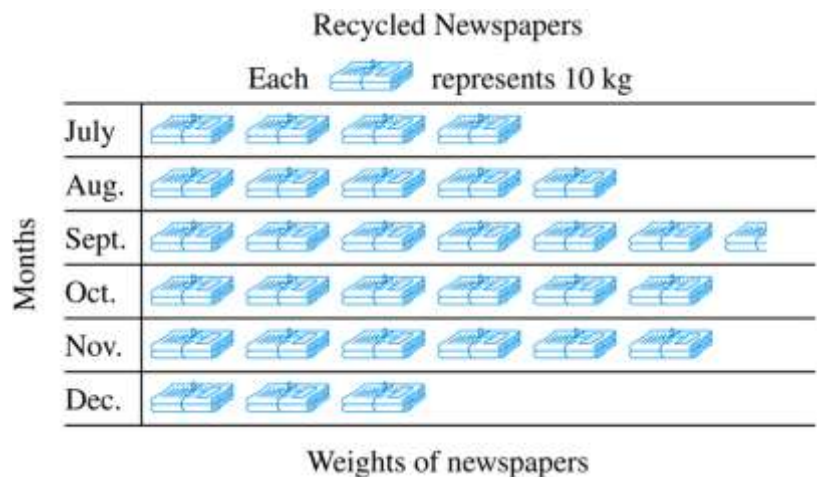 Recycled Newspapers
Each represents 10 kg
July
Aug.
Sept.
Oct.
Nov.
Dec.
Months
Weights of newspapers